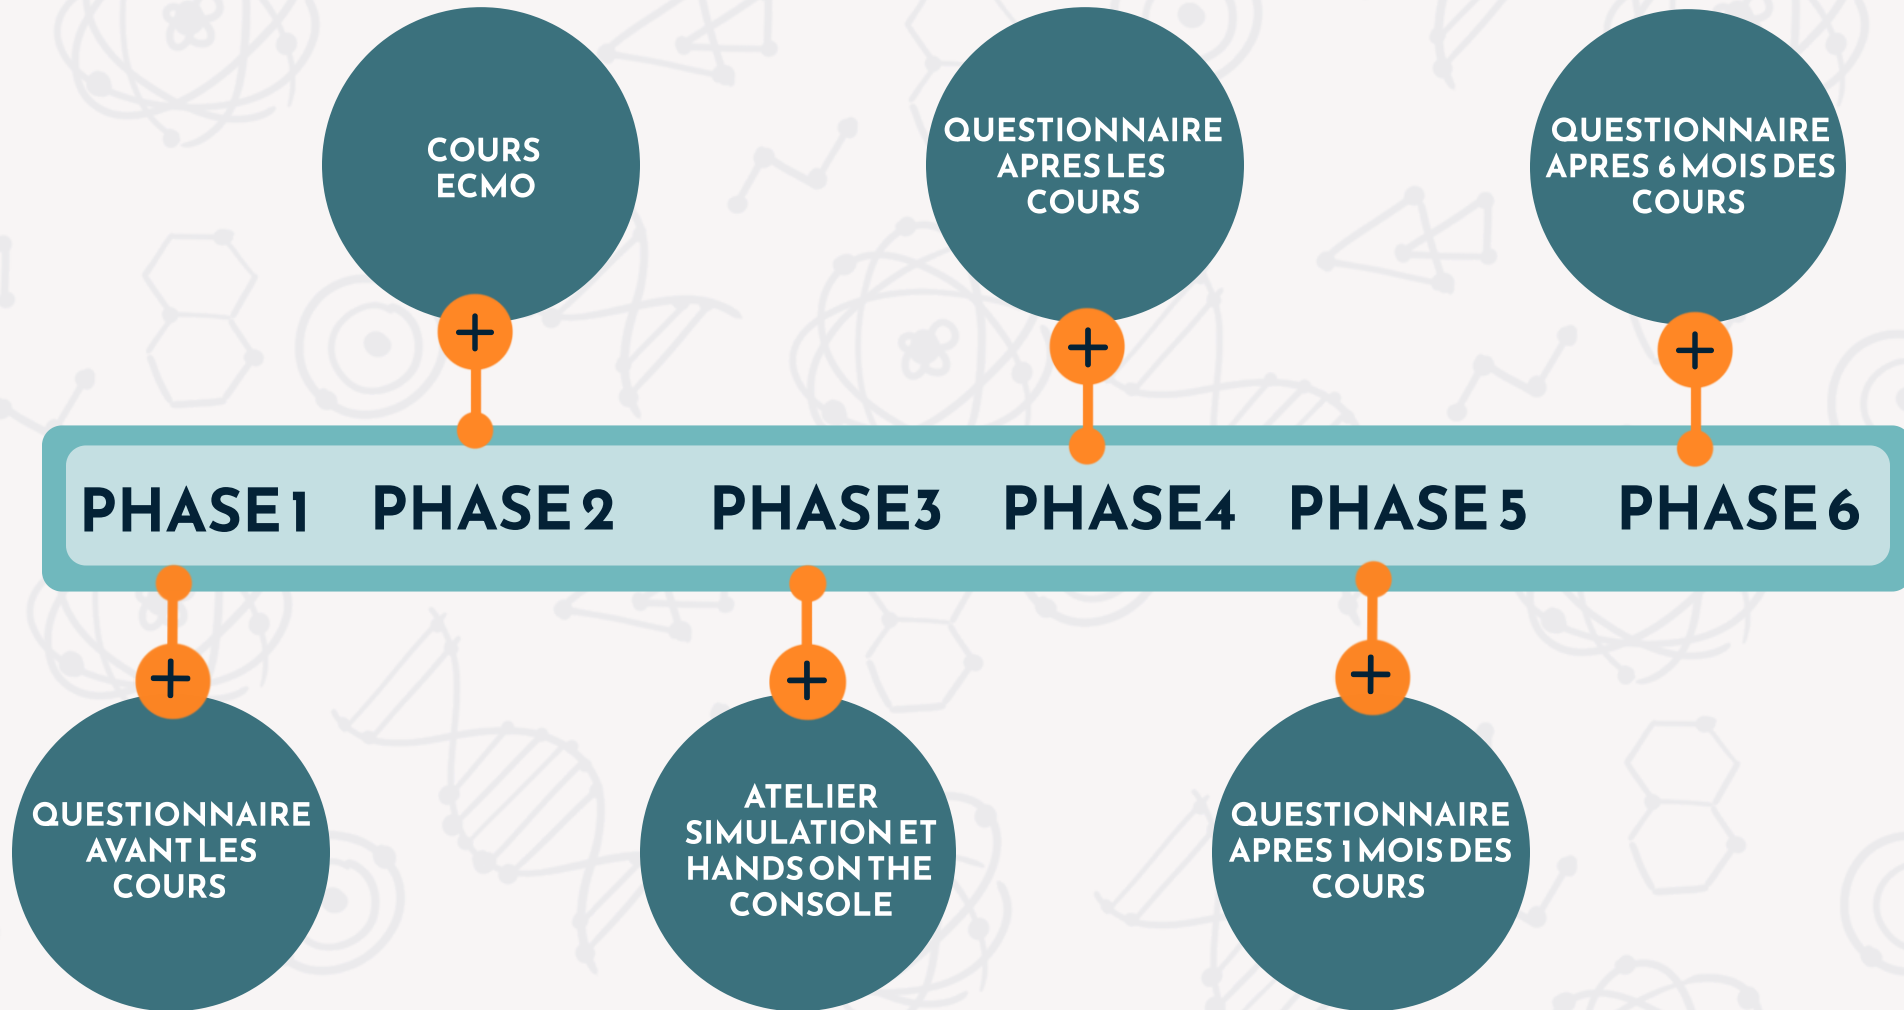 COURS
ECMO
QUESTIONNAIRE
APRES LES
COURS
QUESTIONNAIRE
APRES 6 MOIS DES
COURS
PHASE 1
PHASE 2
PHASE3
PHASE4
PHASE 5
PHASE 6
QUESTIONNAIRE
AVANT LES
COURS
ATELIER
SIMULATION ET
HANDS ON THE
CONSOLE
QUESTIONNAIRE
APRES 1 MOIS DES
COURS